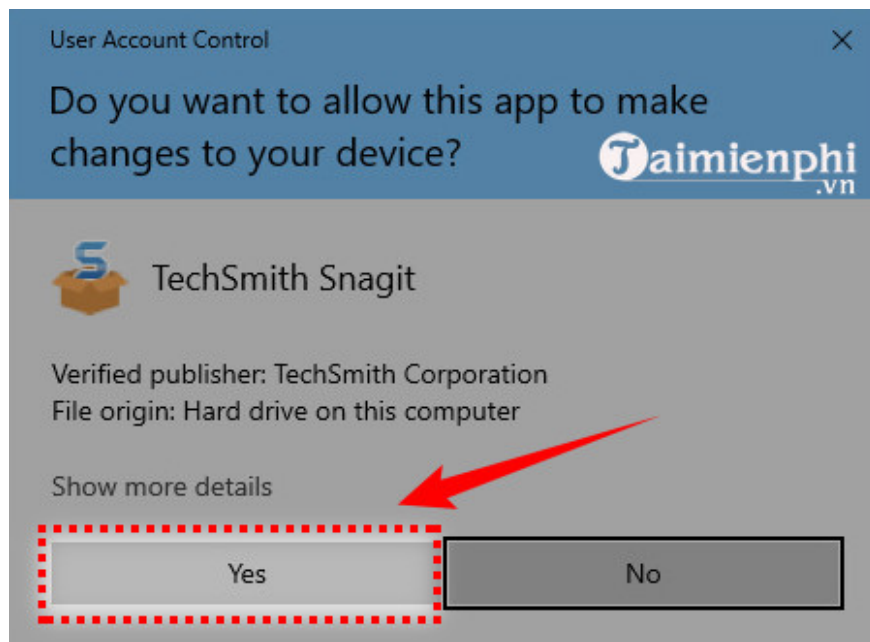 User Account Control
Do you want to allow this app to make
changes to your device?
Taimienphi
.vn
TechSmith Snagit
Verified publisher: TechSmith Corporation
File origin: Hard drive on this computer
Show more details
Yes
No